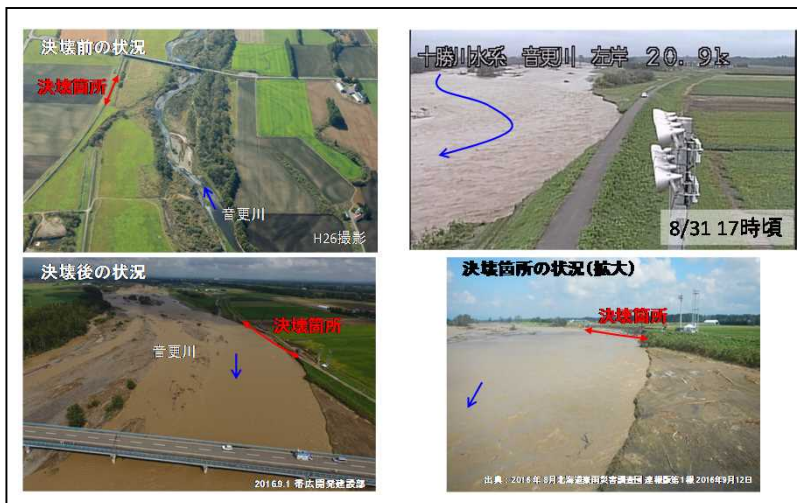 決壊前の状況
決壊箇所
音更川
H26撮影
十勝川水系 音更川 左岸 20.9k
8/31 17時頃
決壊後の状況
決壊箇所
音更川
2016.9.1 帯広開発建設部
決壊箇所の状況(拡大)
決壊箇所
出典:2016年8月北海道豪雨災害調査団 速報版第1報 2016年9月12日